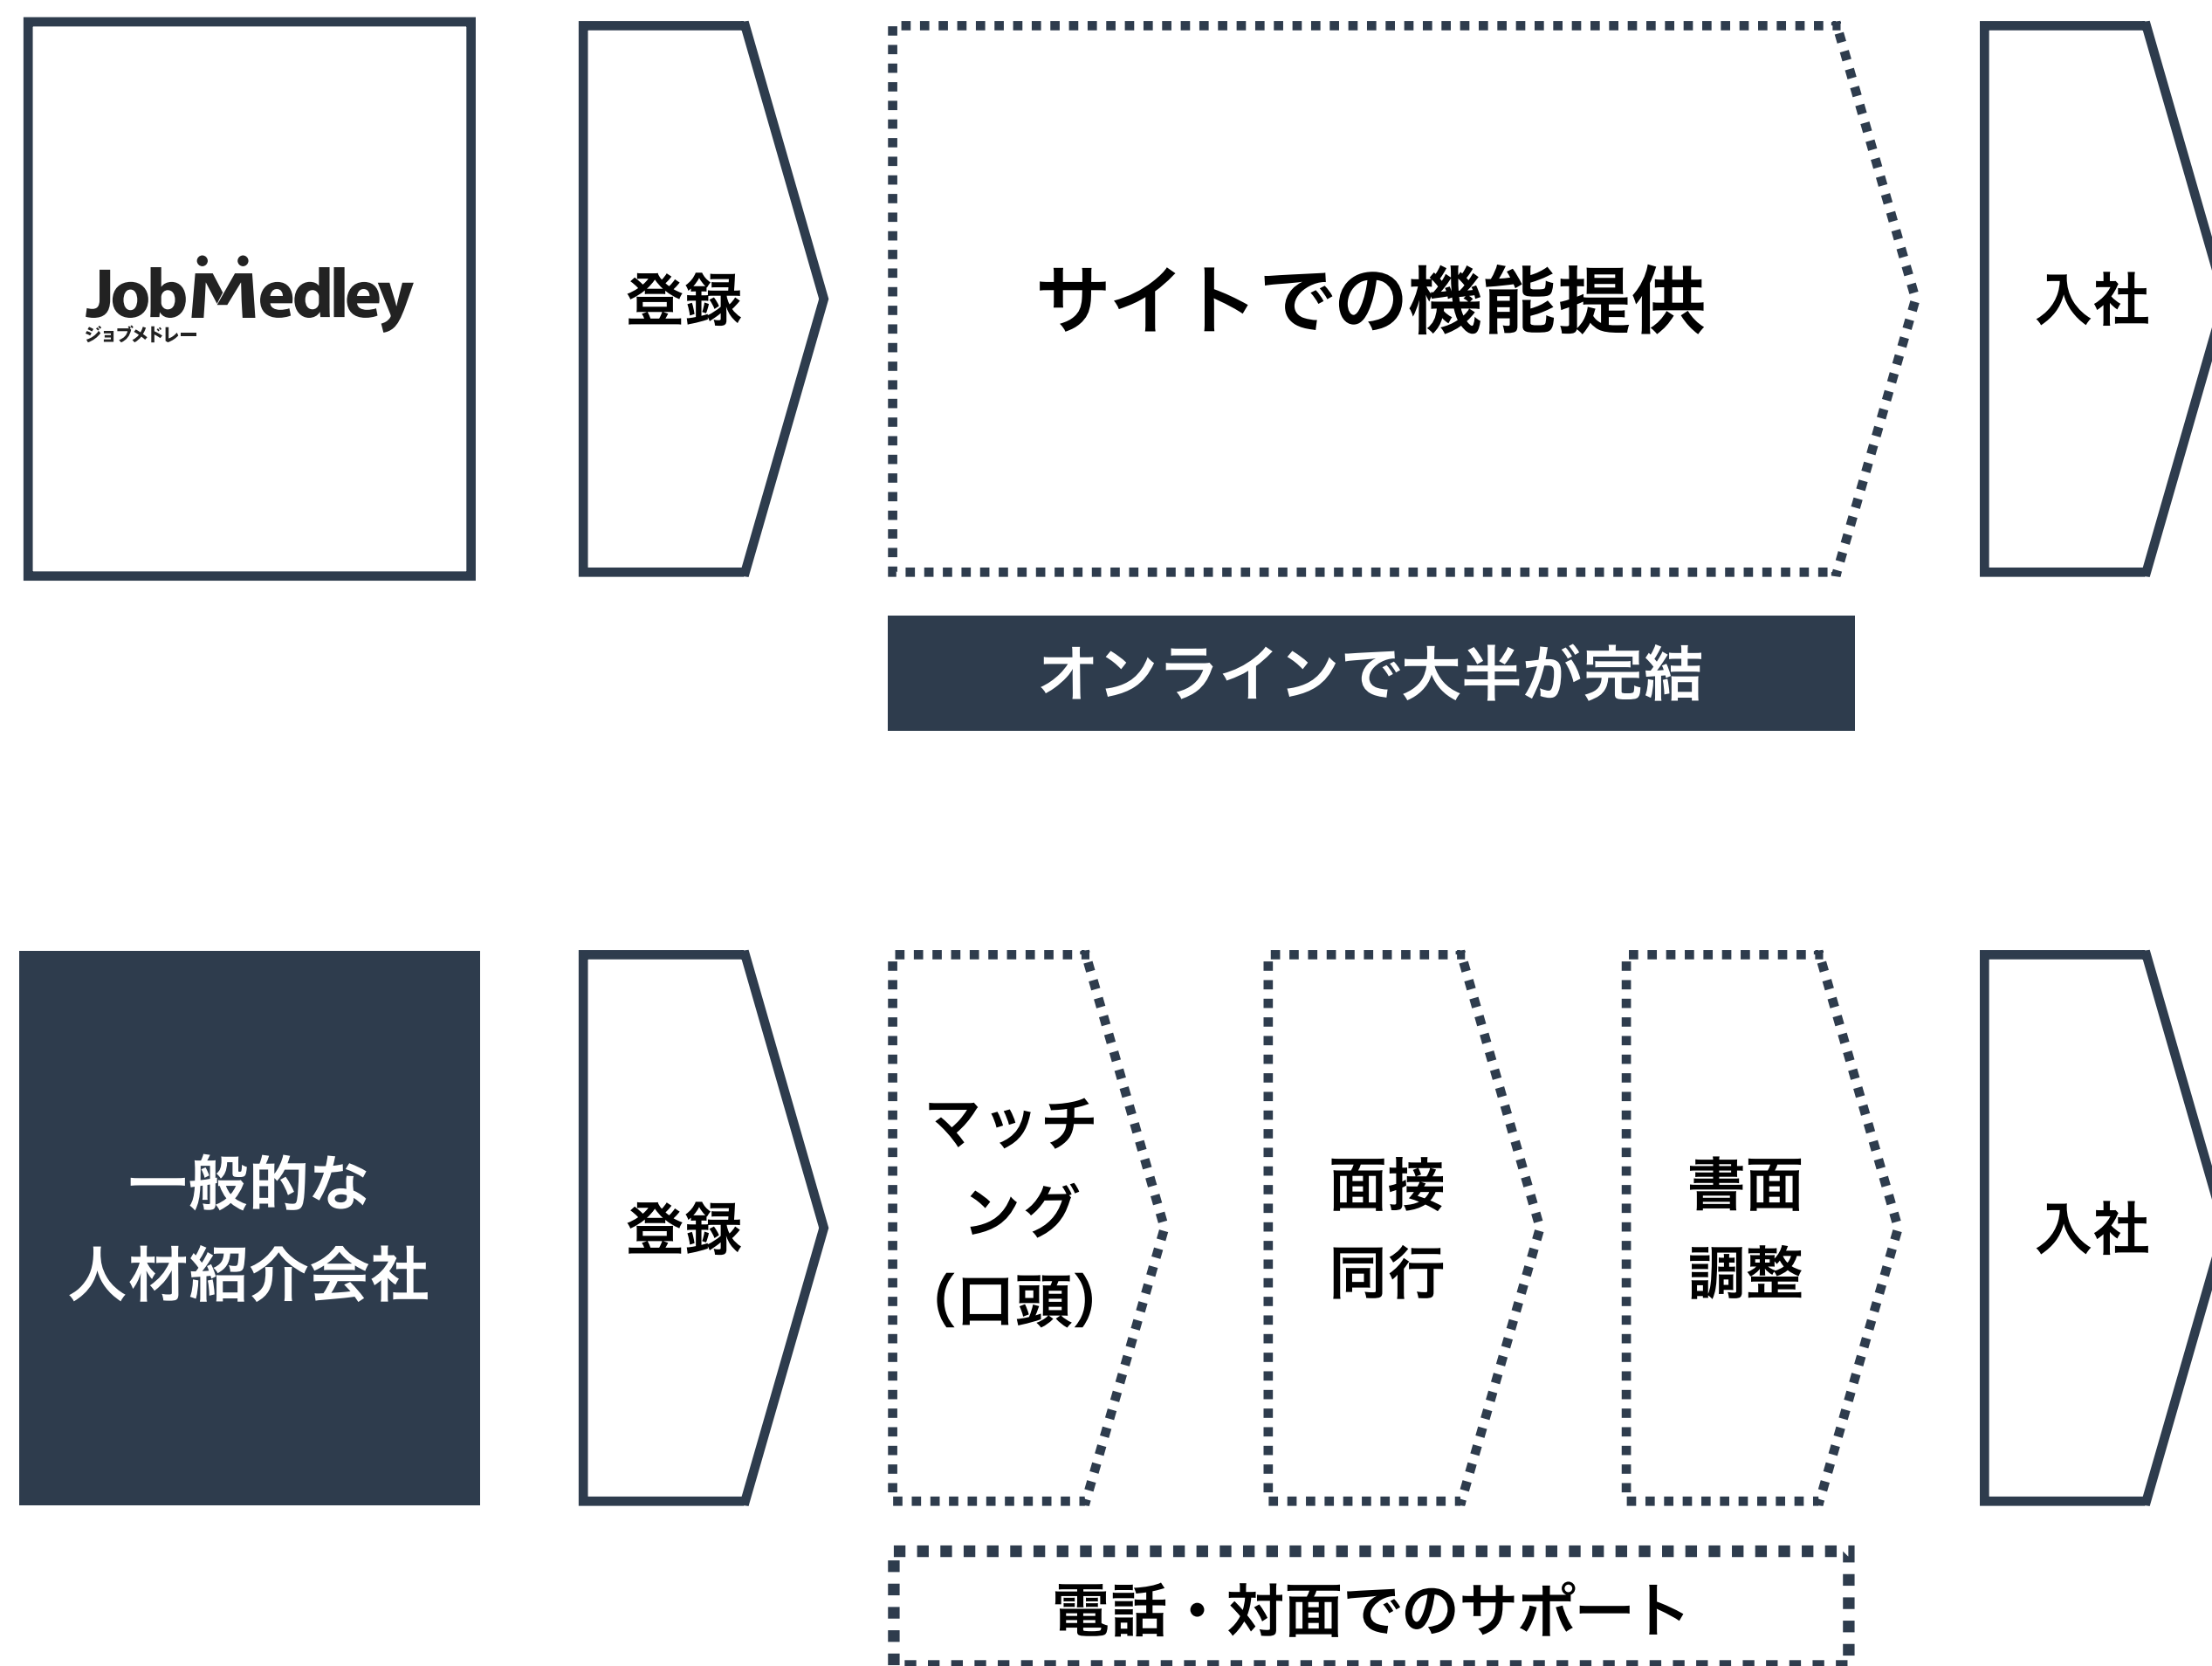 JobMedley
ジョブメドレー
登録
サイトでの機能提供
入社
オンラインで大半が完結
一般的な
人材紹介会社
登録
マッチ
ング
(口頭)
面接
同行
書面
調整
入社
電話・対面でのサポート